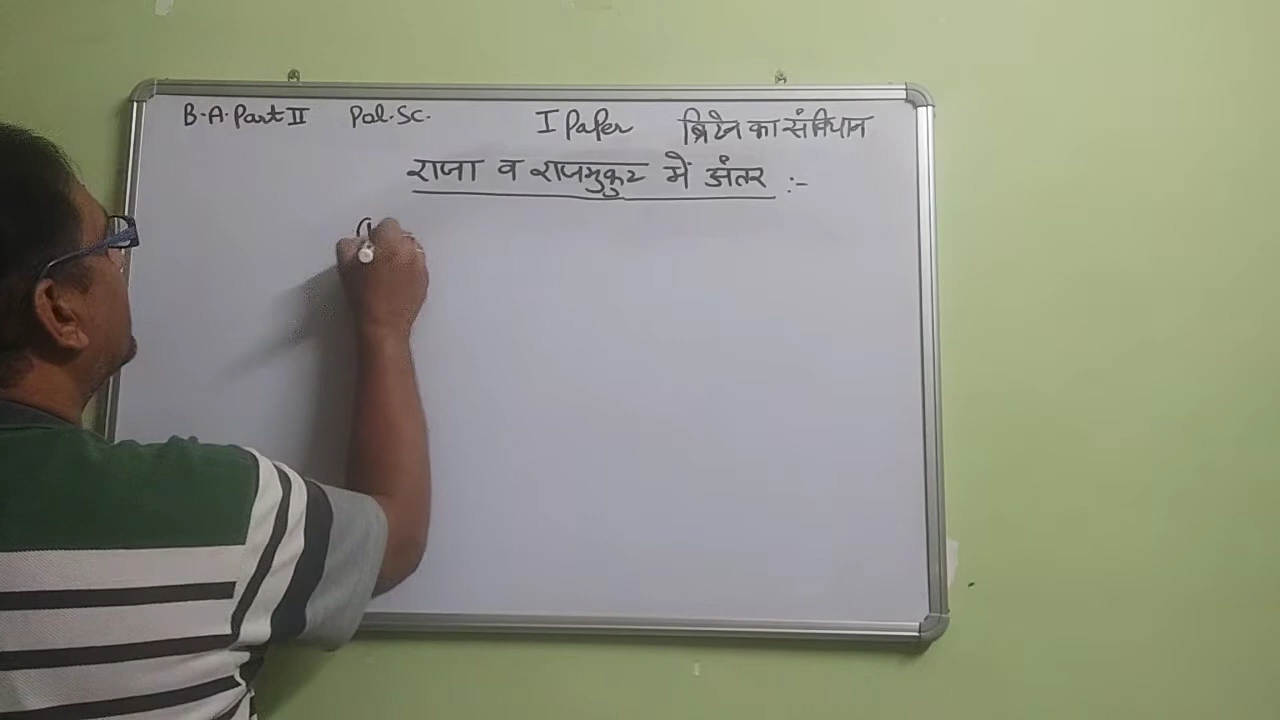 B.A. Part II Pol.Sc. I Paper ब्रिटेन का संविधान
राजा व राजमुकुट में अंतर :-